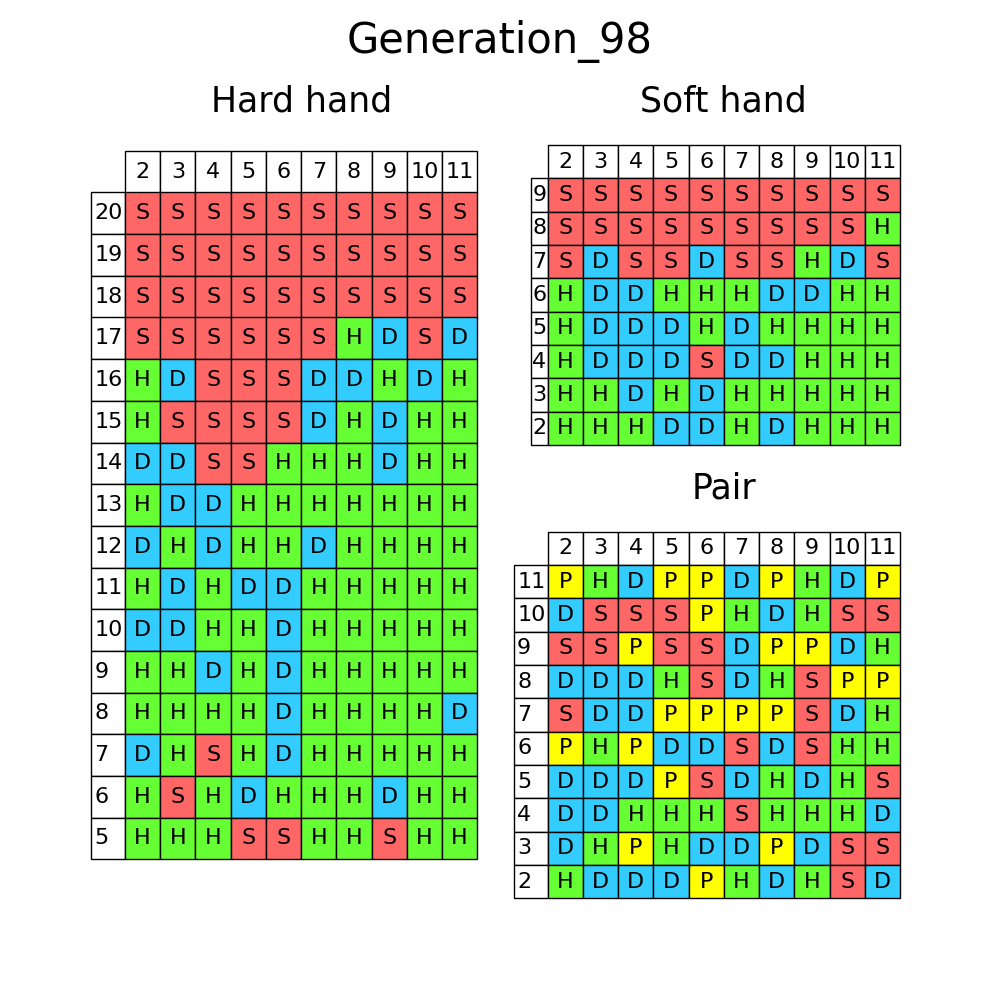 Generation_98
Hard hand
2 3 4 5 6 7 8 9 10 11
20 S S S S S S S S S S
19 S S S S S S S S S S
18 S S S S S S S S S S
17 S S S S S S H D S D
16 H D S S S D D H D H
15 H S S S S D H D H H
14 D D S S H H H D H H
13 H D D H H H H H H H
12 D H D H H D H H H H
11 H D H D D H H H H H
10 D D H H D H H H H H
9 H H D H D H H H H H
8 H H H H D H H H H D
7 D H S H D H H H H H
6 H S H D H H H D H H
5 H H H S S H H S H H
Soft hand
2 3 4 5 6 7 8 9 10 11
9 S S S S S S S S S S
8 S S S S S S S S S H
7 S D S S D S S H D S
6 H D D H H H D D H H
5 H D D D H D H H H H
4 H D D D S D D H H H
3 H H D H D H H H H H
2 H H H D D H D H H H
Pair
2 3 4 5 6 7 8 9 10 11
11 P H D P P D P H D P
10 D S S S P H D H S S
9 S S P S S D P P D H
8 D D D H S D H S P P
7 S D D P P P P S D H
6 P H P D D S D S H H
5 D D D P S D H D H S
4 D D H H H S H H H D
3 D H P H D D P D S S
2 H D D D P H D H S D